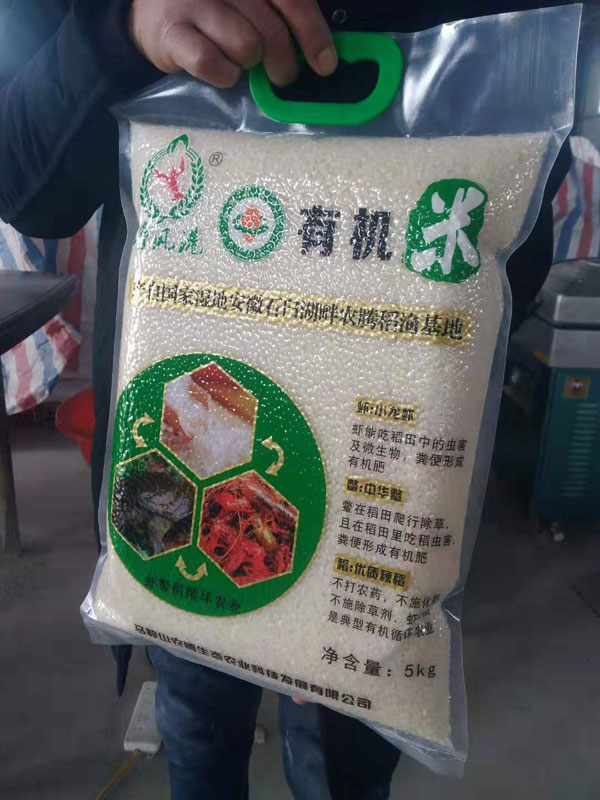 ®
有机米
来自国家湿地安徽石臼湖畔农腾稻渔基地
虾:小龙虾
虾能吃稻田中的虫害
及微生物，粪便形成
有机肥
鳖:中华鳖
鳖在稻田爬行除草，
且在稻田里吃稻虫害，
粪便形成有机肥
稻:优质粳稻
不打农药，不施化肥
不施除草剂，虾
是典型有机循环农业
虾鳖稻循环农业
净含量：5kg
马鞍山农腾生态农业科技发展有限公司